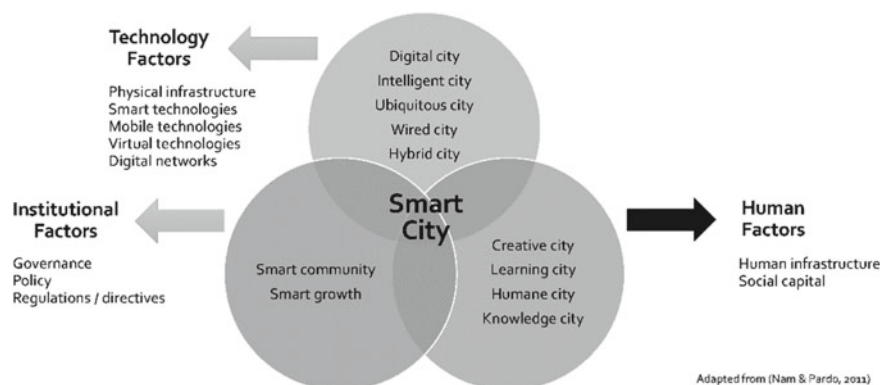 Technology
Factors
Physical infrastructure
Smart technologies
Mobile technologies
Virtual technologies
Digital networks
Digital city
Intelligent city
Ubiquitous city
Wired city
Hybrid city
Institutional
Factors
Governance
Policy
Regulations / directives
Smart
City
Smart community
Smart growth
Creative city
Learning city
Humane city
Knowledge city
Human
Factors
Human infrastructure
Social capital
Adapted from (Nam & Pardo, 2011)